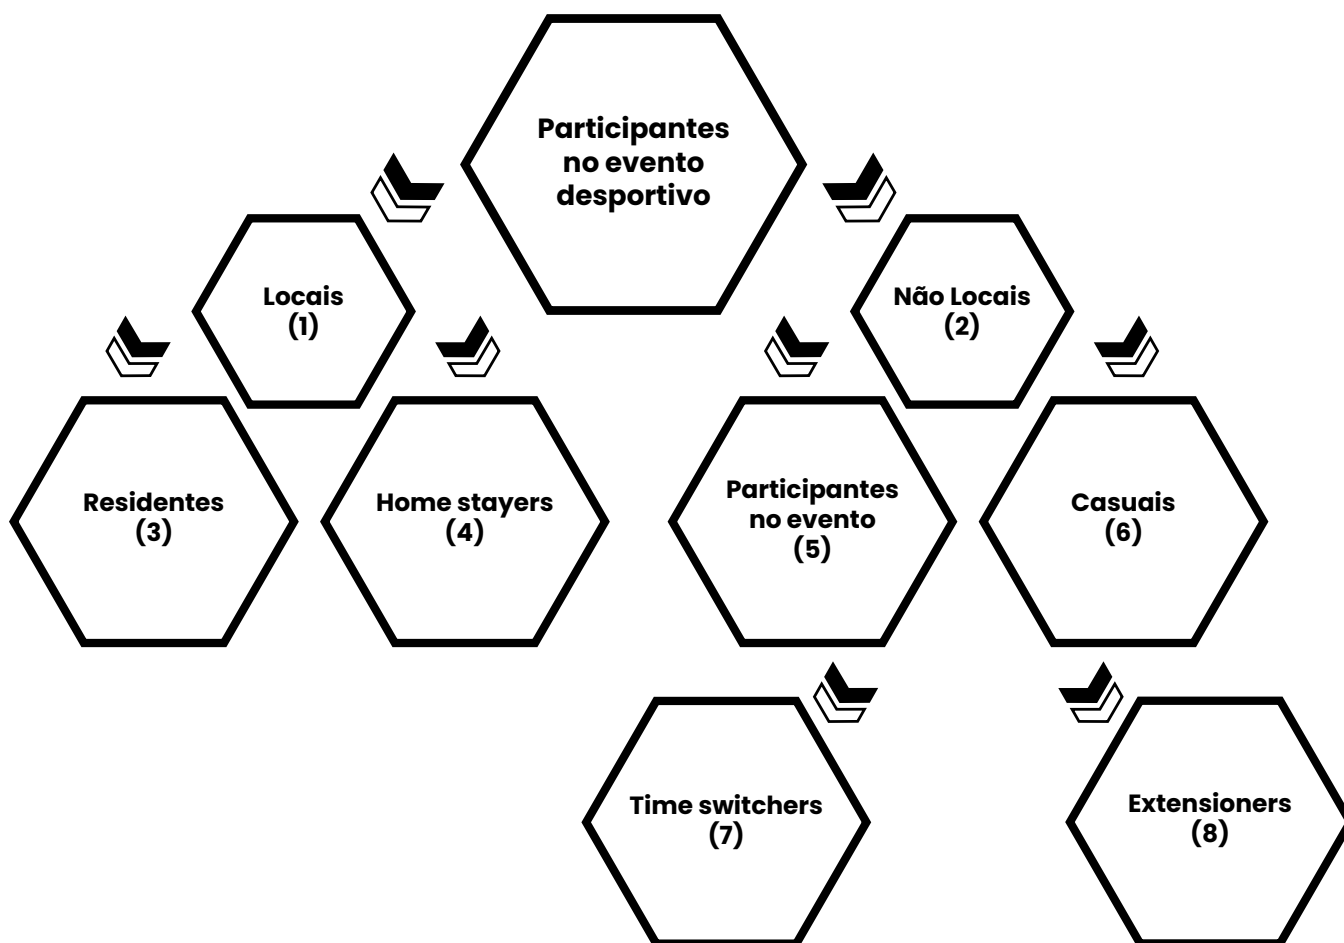 Participantes
no evento
desportivo
Locais
(1)
Não Locais
(2)
Residentes
(3)
Home stayers
(4)
Participantes
no evento
(5)
Casuais
(6)
Time switchers
(7)
Extensioners
(8)